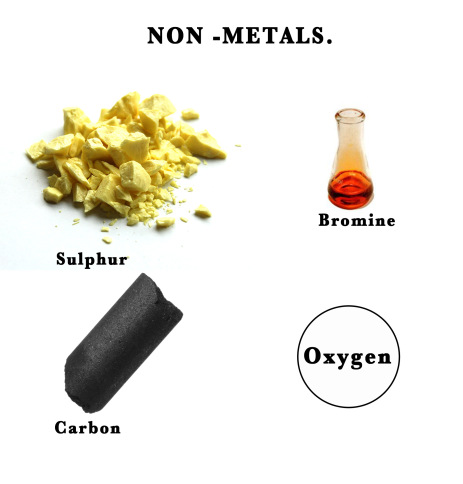 NON -METALS.
Bromine
Sulphur
Oxygen
Carbon